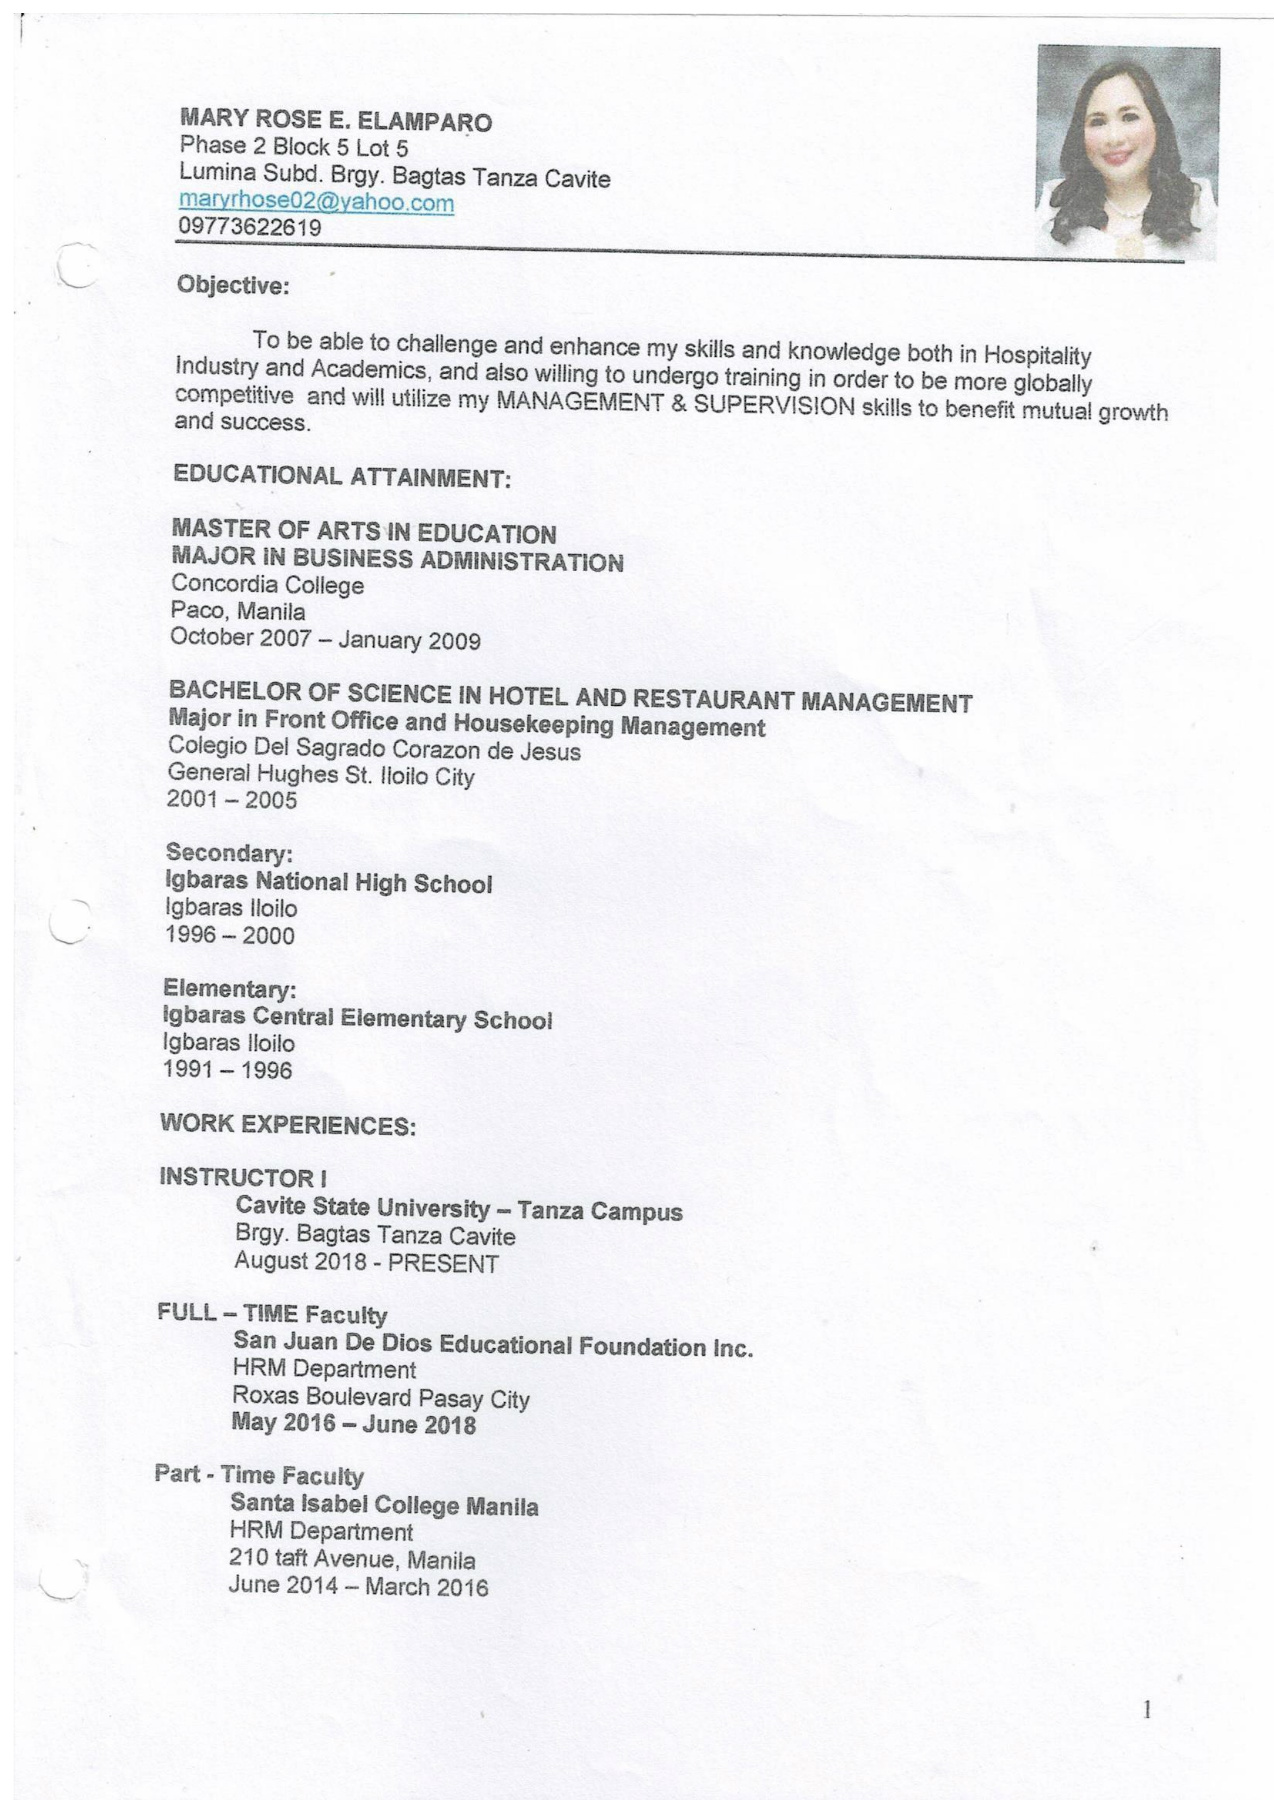 MARY ROSE E. ELAMPARO
Phase 2 Block 5 Lot 5
Lumina Subd. Brgy. Bagtas Tanza Cavite
maryrhose02@yahoo.com
09773622619
Objective:
To be able to challenge and enhance my skills and knowledge both in Hospitality
Industry and Academics, and also willing to undergo training in order to be more globally
competitive and will utilize my MANAGEMENT & SUPERVISION skills to benefit mutual growth
and success.
EDUCATIONAL ATTAINMENT:
MASTER OF ARTS IN EDUCATION
MAJOR IN BUSINESS ADMINISTRATION
Concordia College
Paco, Manila
October 2007 – January 2009
BACHELOR OF SCIENCE IN HOTEL AND RESTAURANT MANAGEMENT
Major in Front Office and Housekeeping Management
Colegio Del Sagrado Corazon de Jesus
General Hughes St. Iloilo City
2001 – 2005
Secondary:
Igbaras National High School
Igbaras Iloilo
1996 – 2000
Elementary:
Igbaras Central Elementary School
Igbaras Iloilo
1991 – 1996
WORK EXPERIENCES:
INSTRUCTOR I
Cavite State University – Tanza Campus
Brgy. Bagtas Tanza Cavite
August 2018 - PRESENT
FULL – TIME Faculty
San Juan De Dios Educational Foundation Inc.
HRM Department
Roxas Boulevard Pasay City
May 2016 – June 2018
Part - Time Faculty
Santa Isabel College Manila
HRM Department
210 taft Avenue, Manila
June 2014 – March 2016
1